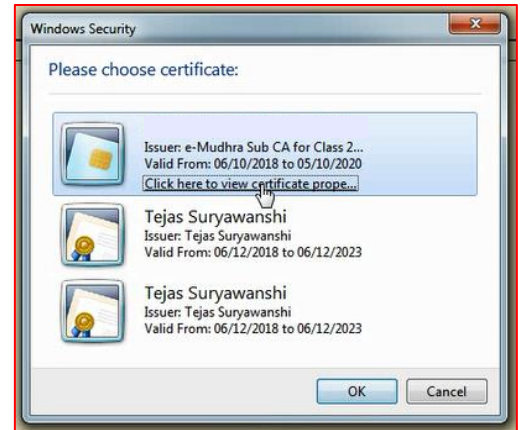 Windows Security
Please choose certificate:
Issuer: e-Mudhra Sub CA for Class 2...
Valid From: 06/10/2018 to 05/10/2020
Click here to view certificate prope...
Tejas Suryawanshi
Issuer: Tejas Suryawanshi
Valid From: 06/12/2018 to 06/12/2023
Tejas Suryawanshi
Issuer: Tejas Suryawanshi
Valid From: 06/12/2018 to 06/12/2023
OK Cancel